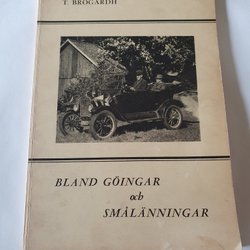 T. BROGÅRDH
BLAND GÖINGAR
och
SMÅLÄNNINGAR